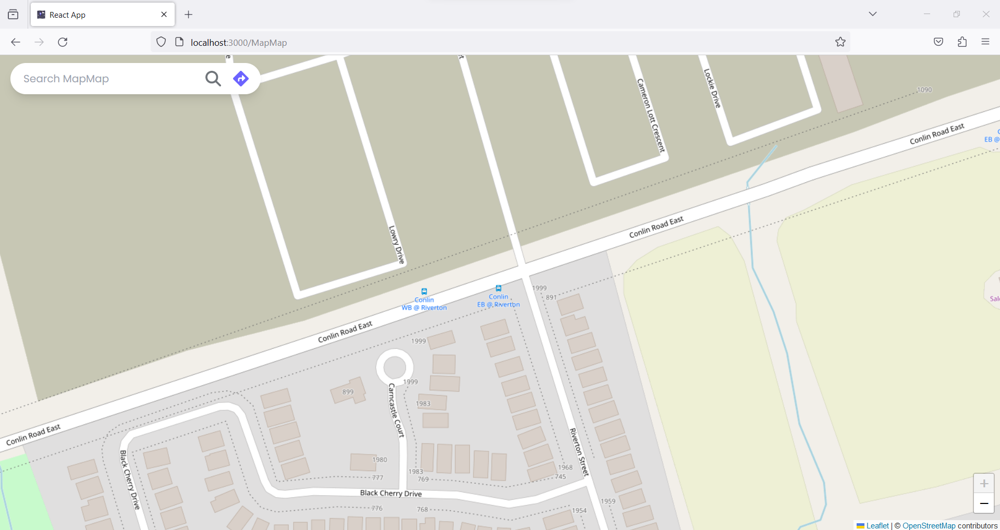 React App
localhost:3000/MapMap
Search MapMap
Lockie Drive
Cameron Lott Crescent
1090
Conlin Road East
EB @
Conlin Road East
Lowry Drive
Conlin
WB @ Riverton
Conlin
EB @ Riverton
1999
891
Conlin Road East
1999
899
1999
1983
Carncastle Court
Conlin Road East
Riverton Street
Black Cherry Drive
1980
777
1983
769
1968
745
Black Cherry Drive
776
768
1959
1954
+
−
Leaflet | © OpenStreetMap contributors